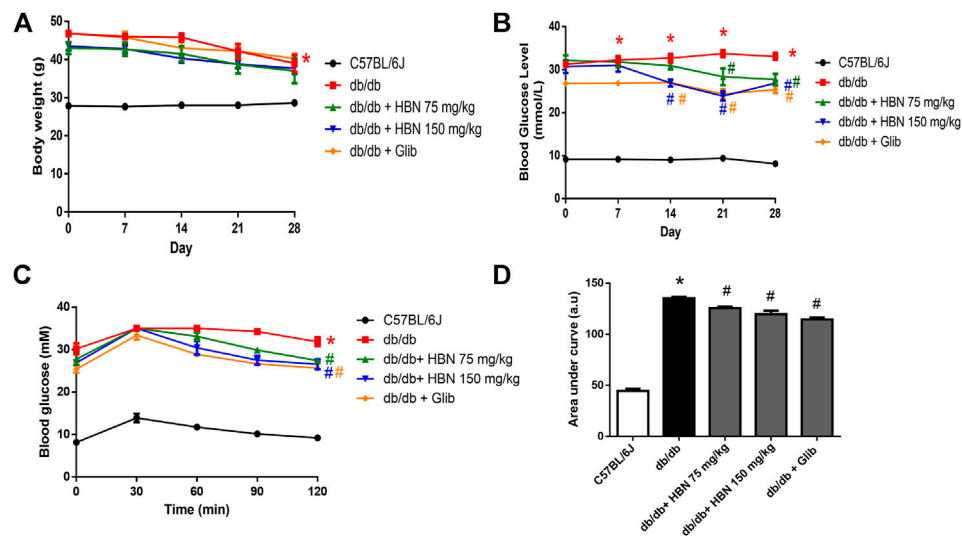 A
Body weight (g)
50
40
30
20
10
0
0 7 14 21 28
Day
*
C57BL/6J
db/db
db/db + HBN 75 mg/kg
db/db + HBN 150 mg/kg
db/db + Glib
B
Blood Glucose Level
(mmol/L)
50
40
30
20
10
0
* * * *
# #
# # # # #
#
0 7 14 21 28
Day
C57BL/6J
db/db
db/db + HBN 75 mg/kg
db/db + HBN 150 mg/kg
db/db + Glib
C
Blood glucose (mM)
40
30
20
10
0
*
#
# #
0 30 60 90 120
Time (min)
C57BL/6J
db/db
db/db+ HBN 75 mg/kg
db/db+ HBN 150 mg/kg
db/db + Glib
D
Area under curve (a.u)
150
100
50
0
* # # #
C57BL/6J
db/db
db/db+ HBN 75 mg/kg
db/db+ HBN 150 mg/kg
db/db + Glib